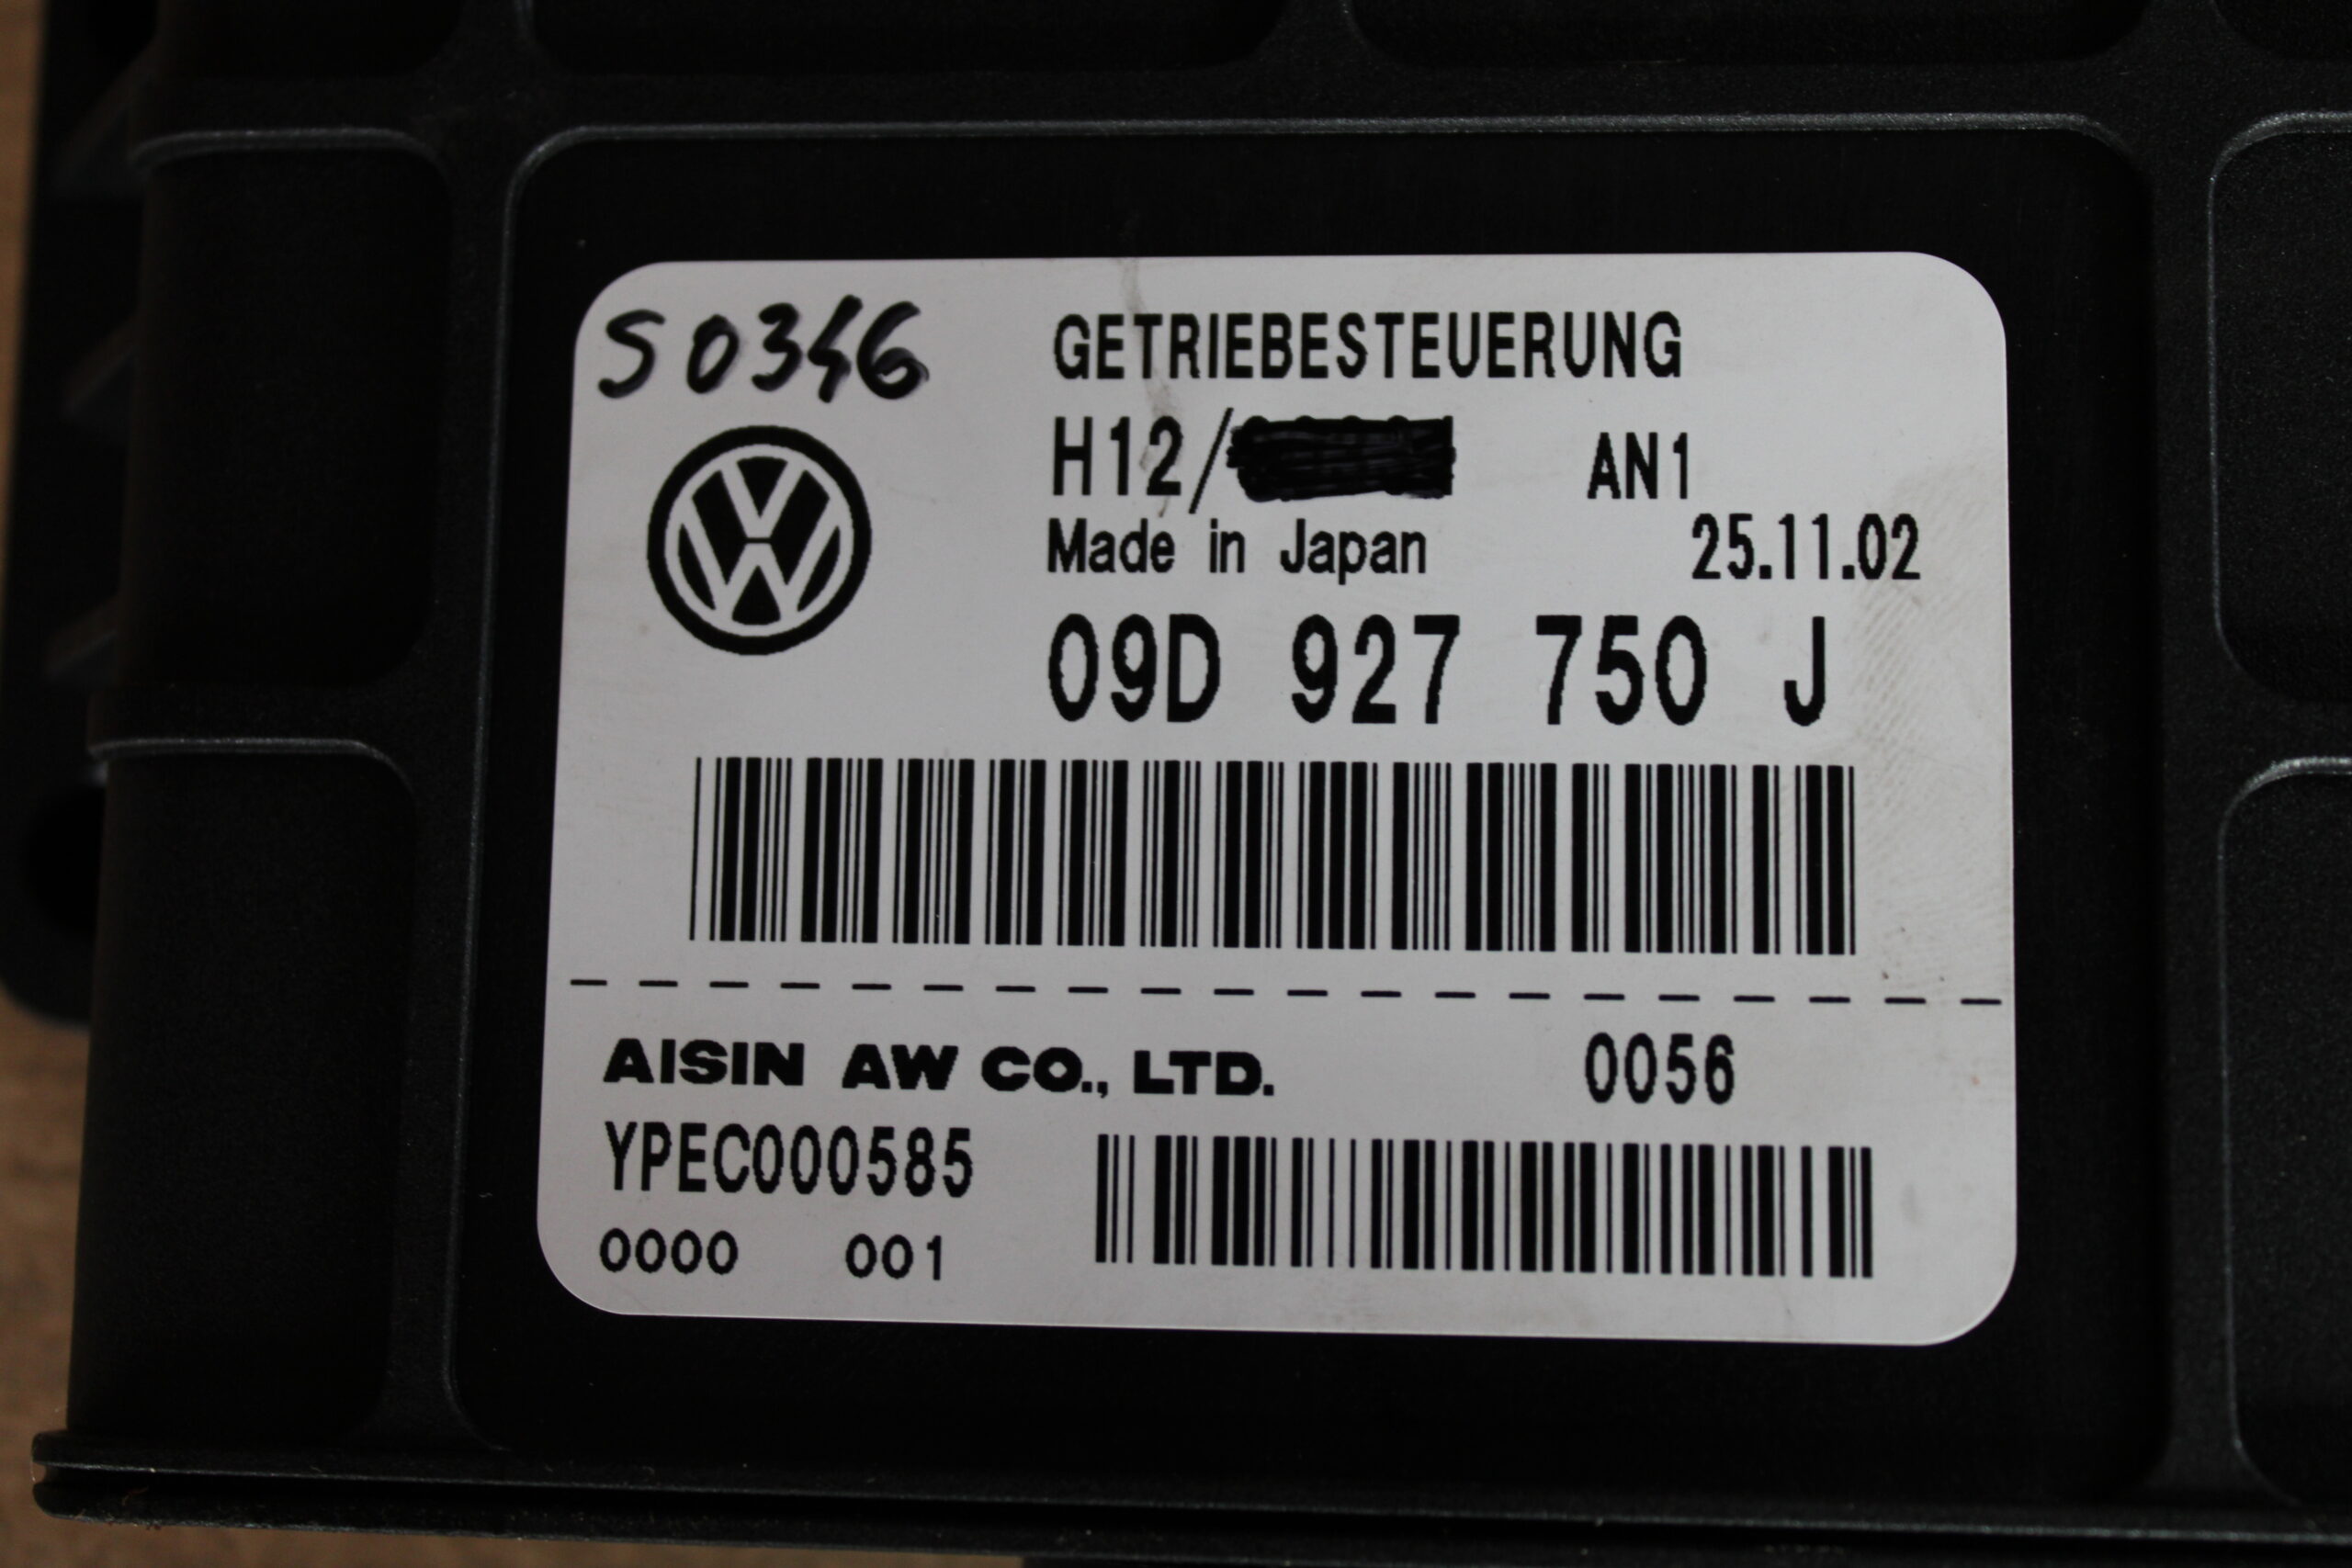 S0346
GETRIEBESTEUERUNG
H12/ AN1
Made in Japan 25.11.02
09D 927 750 J
AISIN AW CO., LTD. 0056
YPEC000585
0000 001